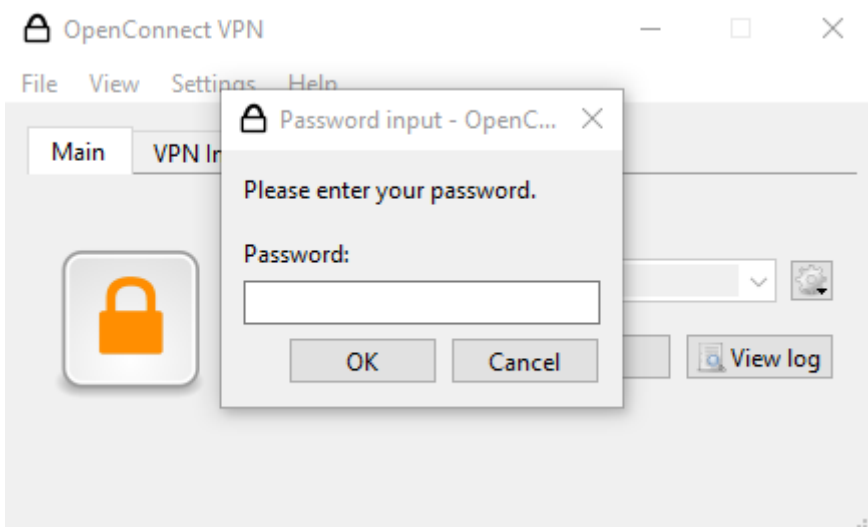 OpenConnect VPN
File View Settings Help
Password input - OpenC...
Main VPN In
Please enter your password.
Password:
OK Cancel
View log